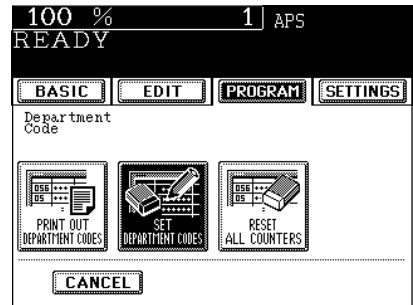 100 % 1 APS
READY
BASIC EDIT PROGRAM SETTINGS
Department
Code
056
05
PRINT OUT
DEPARTMENT CODES
SET
DEPARTMENT CODES
056
05
RESET
ALL COUNTERS
CANCEL